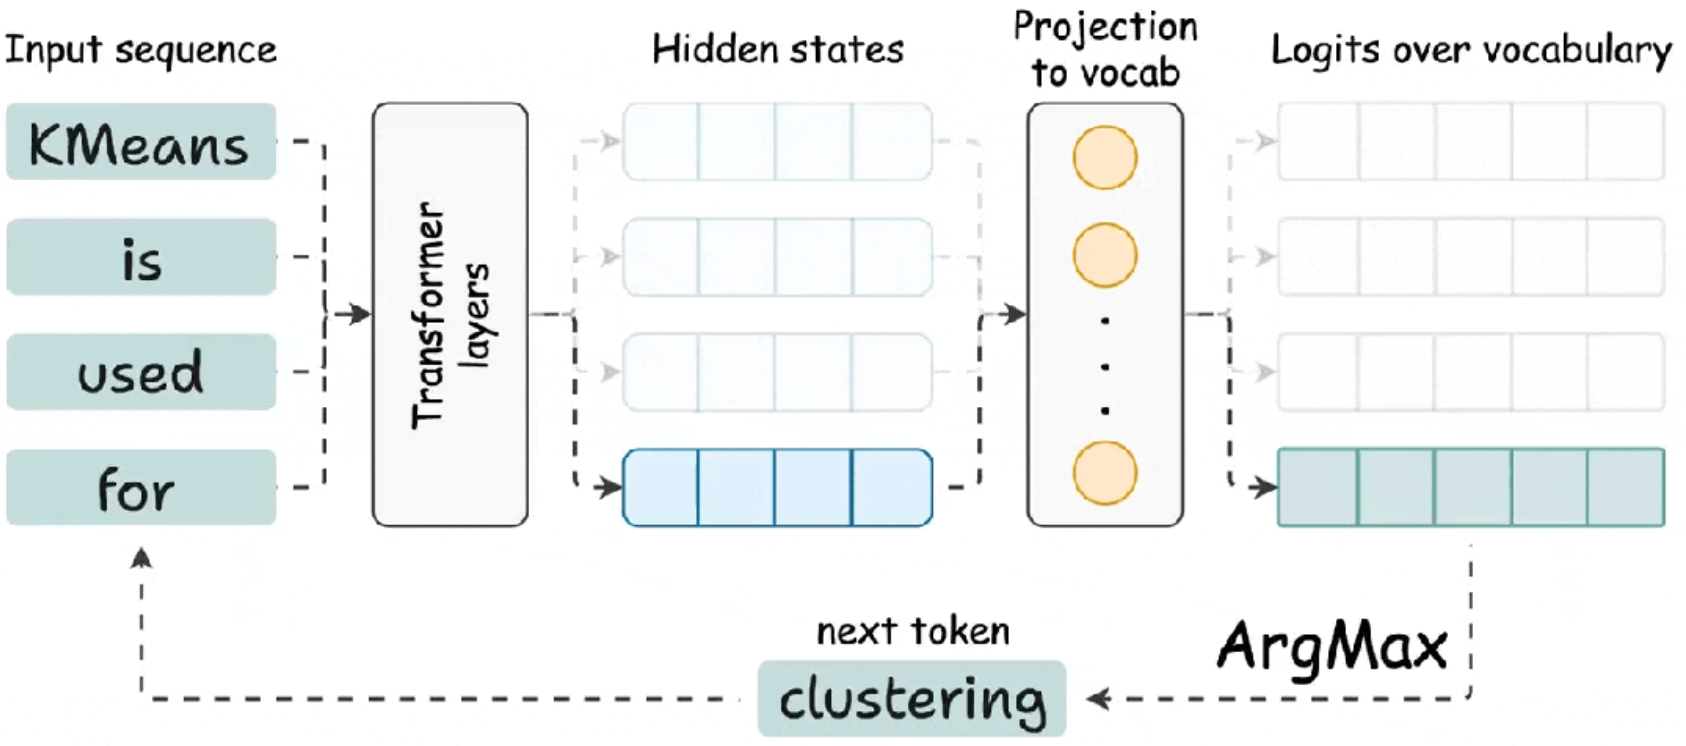 Input sequence
Hidden states
Projection
to vocab
Logits over vocabulary
KMeans
is
used
for
Transformer
layers
next token
clustering
ArgMax